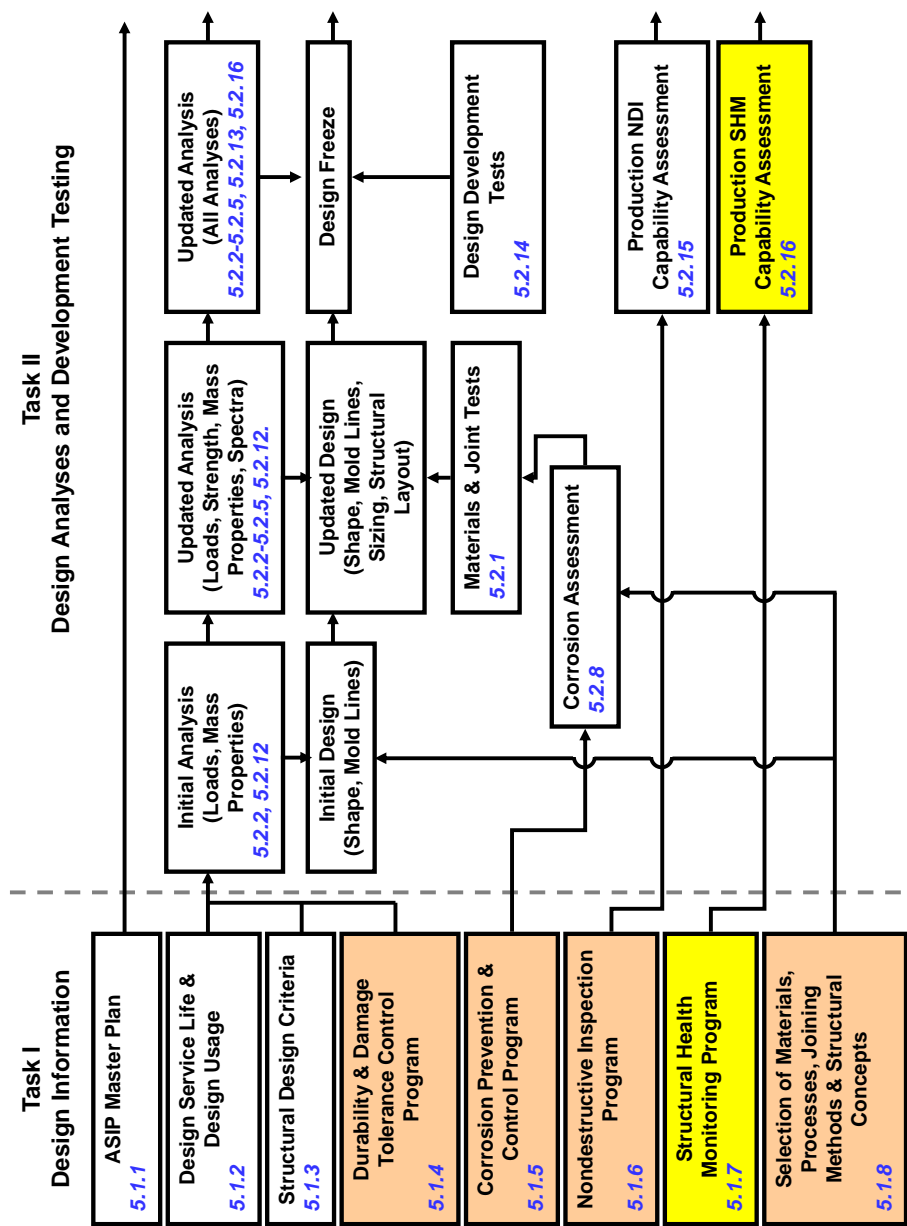 Task I
Design Information
Task II
Design Analyses and Development Testing
ASIP Master Plan
5.1.1
Design Service Life &
Design Usage
5.1.2
Structural Design Criteria
5.1.3
Durability & Damage
Tolerance Control
Program
5.1.4
Corrosion Prevention &
Control Program
5.1.5
Nondestructive Inspection
Program
5.1.6
Structural Health
Monitoring Program
5.1.7
Selection of Materials,
Processes, Joining
Methods & Structural
Concepts
5.1.8
Initial Analysis
(Loads, Mass
Properties)
5.2.2, 5.2.12
Initial Design
(Shape, Mold Lines)
Updated Analysis
(Loads, Strength, Mass
Properties, Spectra)
5.2.2-5.2.5, 5.2.12.
Updated Design
(Shape, Mold Lines,
Sizing, Structural
Layout)
Materials & Joint Tests
5.2.1
Corrosion Assessment
5.2.8
Updated Analysis
(All Analyses)
5.2.2-5.2.5, 5.2.13, 5.2.16
Design Freeze
Design Development
Tests
5.2.14
Production NDI
Capability Assessment
5.2.15
Production SHM
Capability Assessment
5.2.16